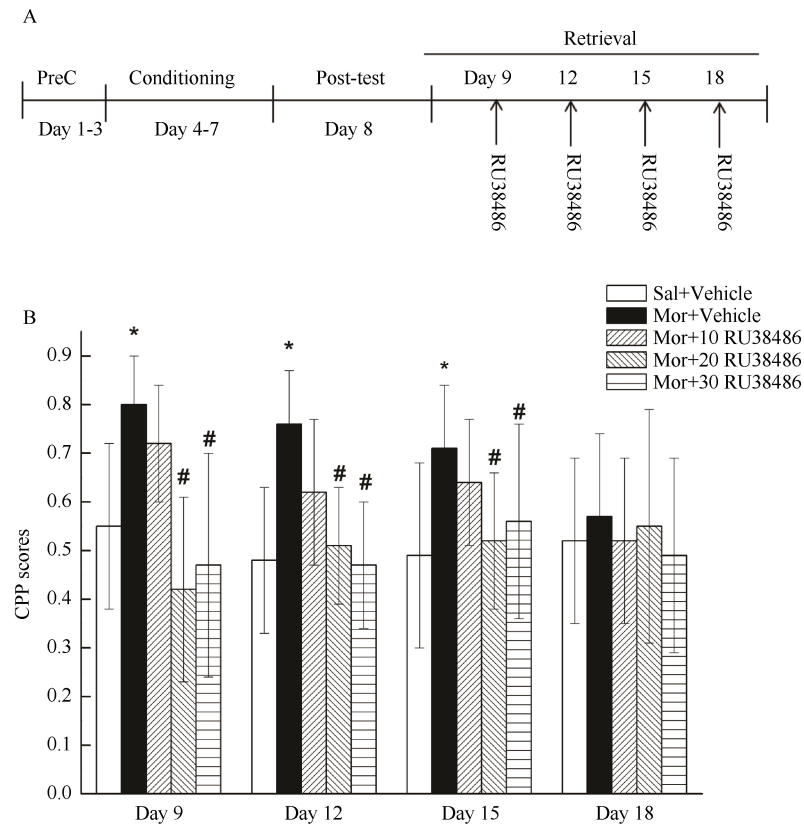 A
Retrieval
PreC Conditioning Post-test Day 9 12 15 18
Day 1-3 Day 4-7 Day 8
RU38486 RU38486 RU38486 RU38486
B
Sal+Vehicle
Mor+Vehicle
Mor+10 RU38486
Mor+20 RU38486
Mor+30 RU38486
CPP scores
0.9
0.8
0.7
0.6
0.5
0.4
0.3
0.2
0.1
0.0
* # #
* # #
* # #
Day 9 Day 12 Day 15 Day 18